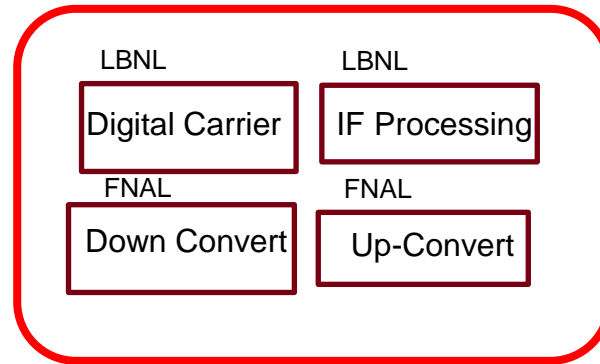 LBNL
LBNL
Digital Carrier
IF Processing
FNAL
FNAL
Down Convert
Up-Convert